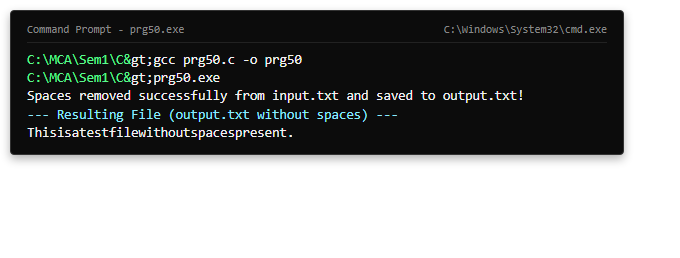 Command Prompt - prg50.exe C:\Windows\System32\cmd.exe
C:\MCA\Sem1\C&gt;gcc prg50.c -o prg50
C:\MCA\Sem1\C&gt;prg50.exe
Spaces removed successfully from input.txt and saved to output.txt!
--- Resulting File (output.txt without spaces) ---
Thisisatestfilewithoutspacespresent.